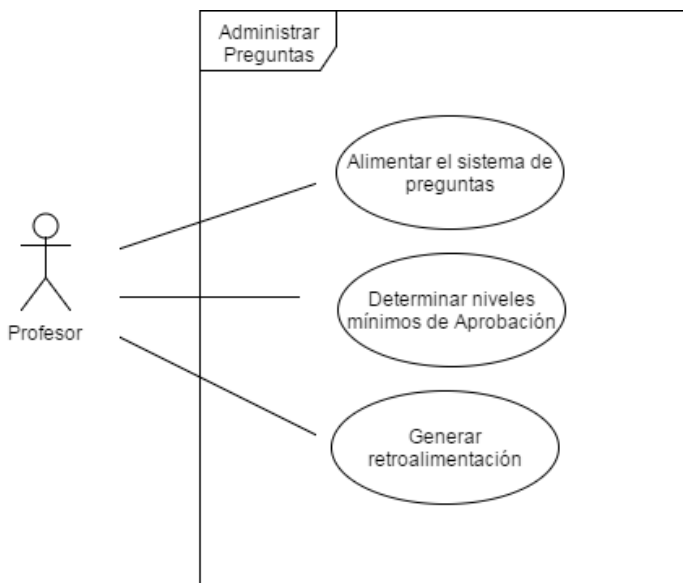 Administrar
Preguntas
Alimentar el sistema de
preguntas
Determinar niveles
mínimos de Aprobación
Profesor
Generar
retroalimentación